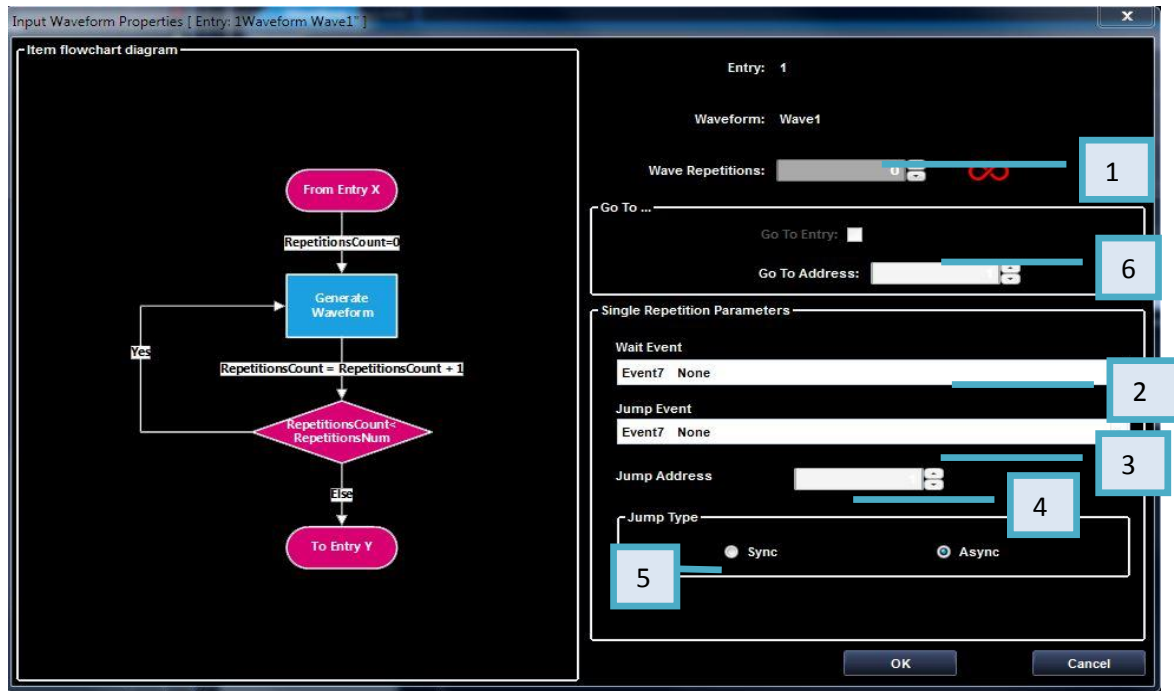 Input Waveform Properties [ Entry: 1Waveform Wave1" ]
x
Item flowchart diagram
From Entry X
RepetitionsCount=0
Generate
Waveform
Yes
RepetitionsCount = RepetitionsCount + 1
RepetitionsCount<
RepetitionsNum
Else
To Entry Y
Entry: 1
Waveform: Wave1
Wave Repetitions: 0
1
Go To ...
Go To Entry:
Go To Address: 1
6
Single Repetition Parameters
Wait Event
Event7 None
2
Jump Event
Event7 None
3
Jump Address
4
Jump Type
Sync
Async
5
OK
Cancel